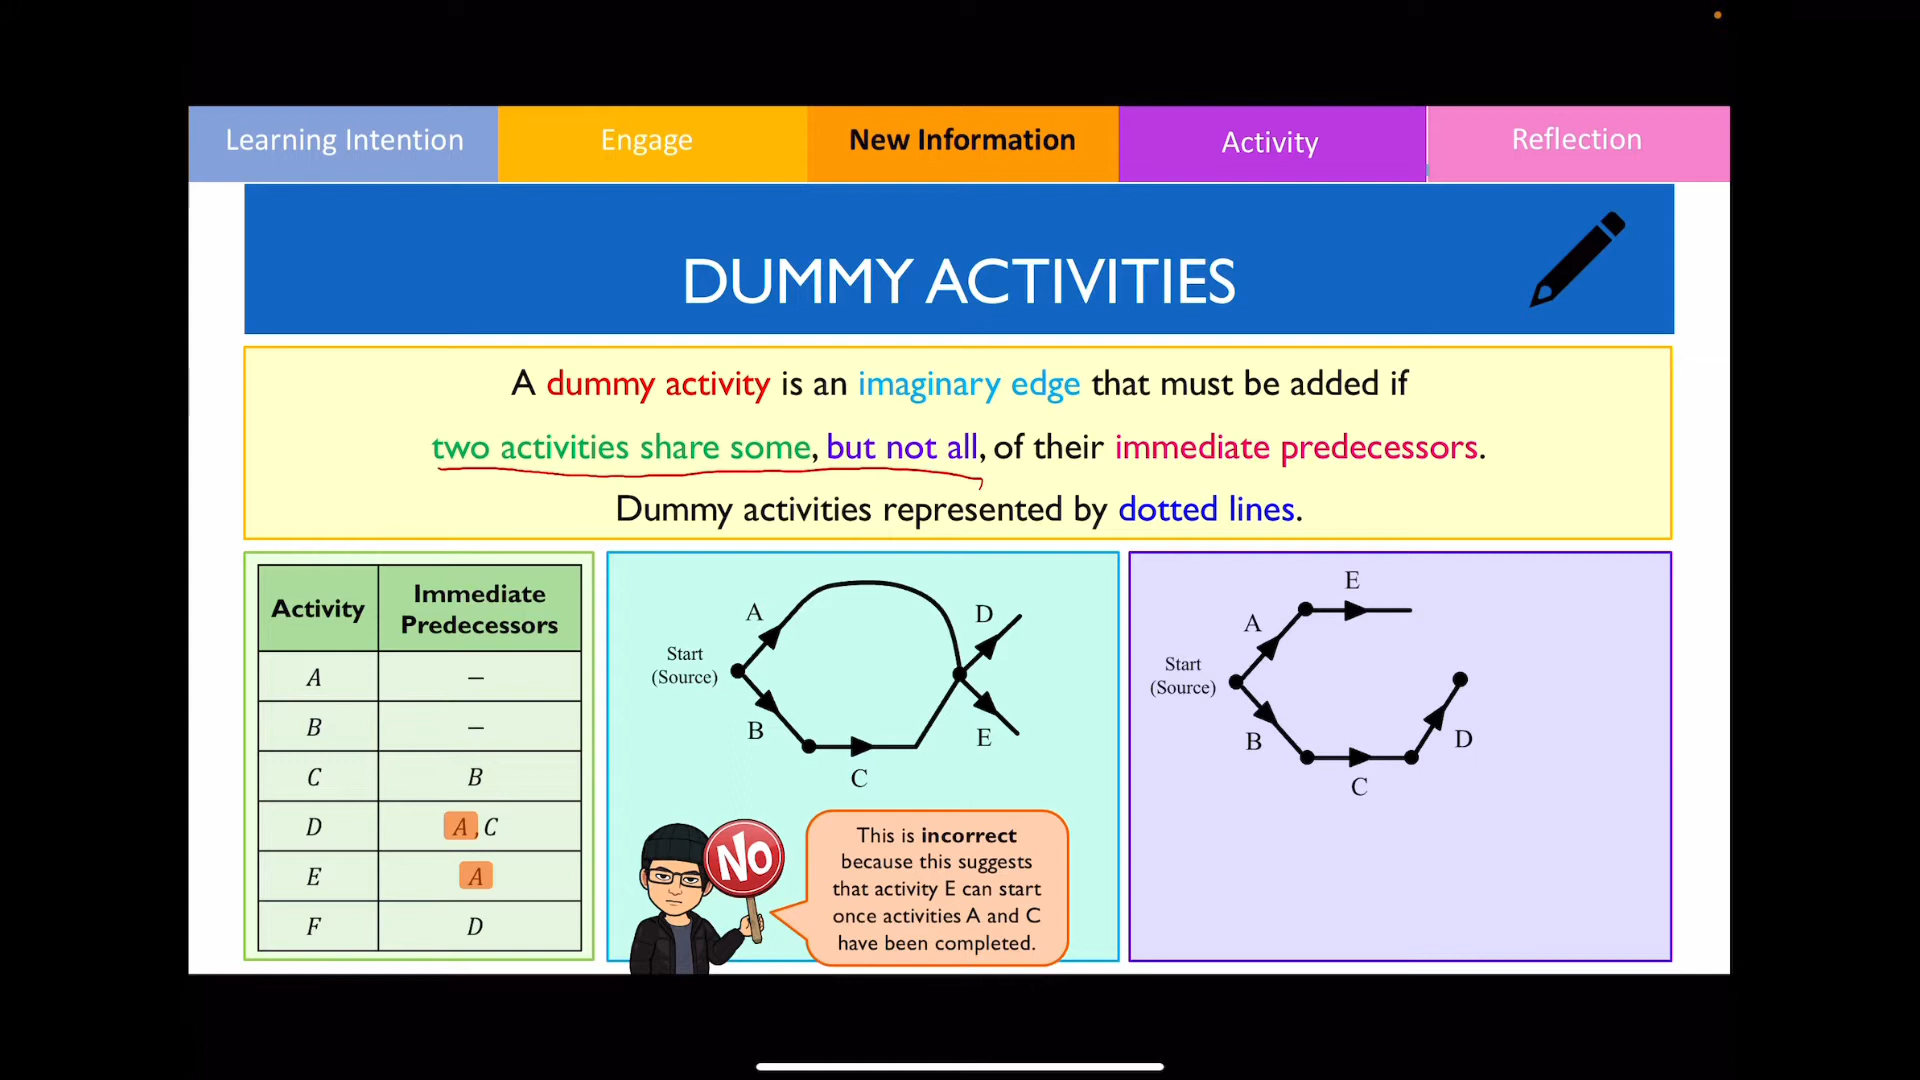 Learning Intention
Engage
New Information
Activity
Reflection
DUMMY ACTIVITIES
A dummy activity is an imaginary edge that must be added if
two activities share some, but not all, of their immediate predecessors.
Dummy activities represented by dotted lines.
Activity Immediate Predecessors
A –
B –
C B
D A, C
E A
F D
A
D
Start
(Source)
B
E
C
NO
This is incorrect
because this suggests
that activity E can start
once activities A and C
have been completed.
E
A
Start
(Source)
B
D
C